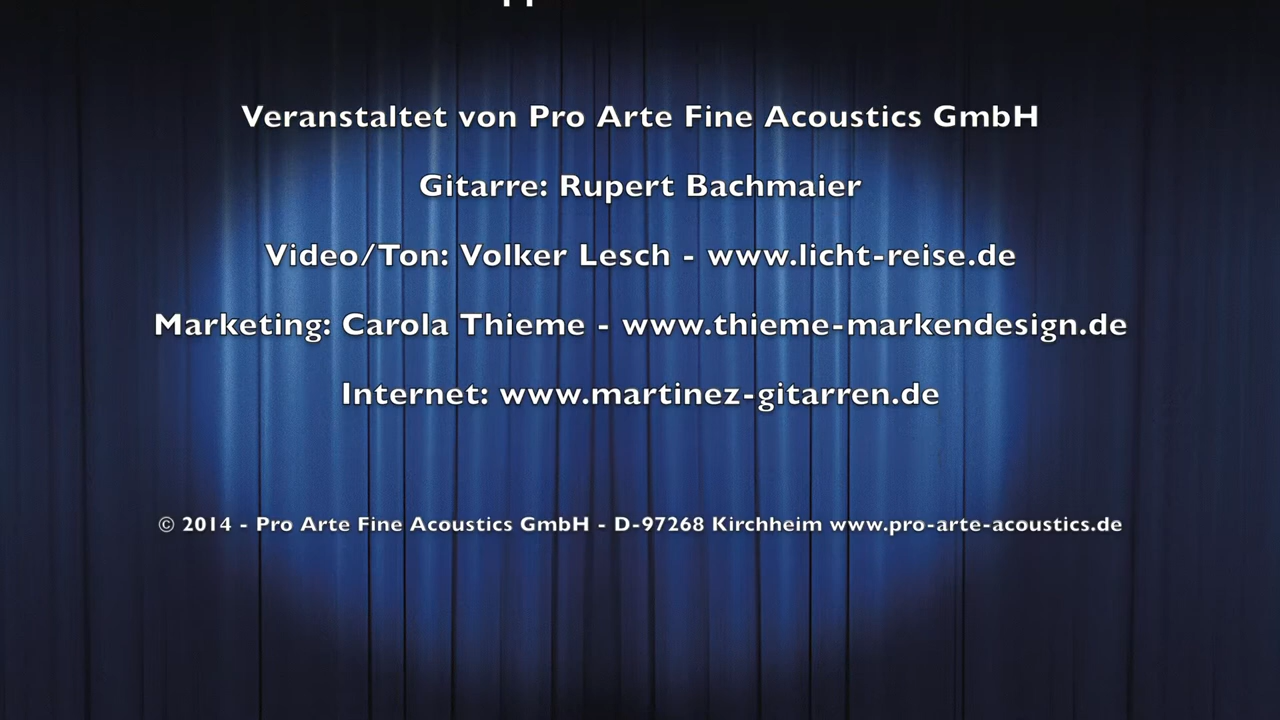 Veranstaltet von Pro Arte Fine Acoustics GmbH
Gitarre: Rupert Bachmaier
Video/Ton: Volker Lesch - www.licht-reise.de
Marketing: Carola Thieme - www.thieme-markendesign.de
Internet: www.martinez-gitarren.de
© 2014 - Pro Arte Fine Acoustics GmbH - D-97268 Kirchheim www.pro-arte-acoustics.de